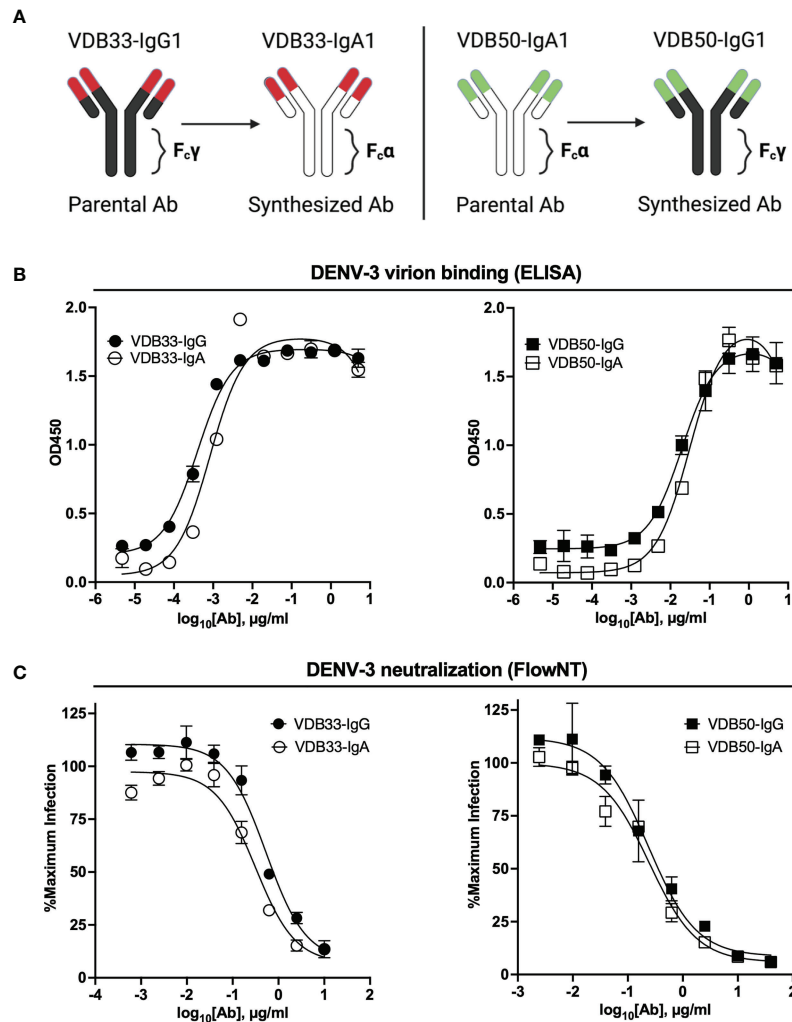 A
VDB33-IgG1
VDB33-IgA1
VDB50-IgA1
VDB50-IgG1
Fcγ
Fcα
Fcα
Fcγ
Parental Ab
Synthesized Ab
Parental Ab
Synthesized Ab
B
DENV-3 virion binding (ELISA)
2.0
1.5
1.0
0.5
0.0
OD450
VDB33-IgG
VDB33-IgA
-6 -5 -4 -3 -2 -1 0 1
log10[Ab], µg/ml
2.0
1.5
1.0
0.5
0.0
OD450
VDB50-IgG
VDB50-IgA
-6 -5 -4 -3 -2 -1 0 1
log10[Ab], µg/ml
C
DENV-3 neutralization (FlowNT)
125
100
75
50
25
0
%Maximum Infection
VDB33-IgG
VDB33-IgA
-4 -3 -2 -1 0 1 2
log10[Ab], µg/ml
125
100
75
50
25
0
%Maximum Infection
VDB50-IgG
VDB50-IgA
-3 -2 -1 0 1 2
log10[Ab], µg/ml